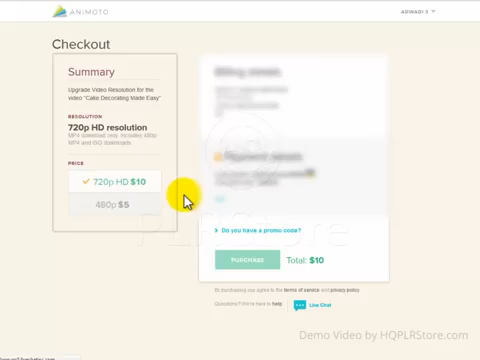 ANIMOTO
Checkout
Summary
Upgrade Video Resolution for the
video "Cake Decorating Made Easy"
RESOLUTION
720p HD resolution
MP4 download only. Includes 480p
MP4 and ISO downloads.
PRICE
720p HD $10
480p $5
Do you have a promo code?
PURCHASE
Total: $10
By purchasing you agree to the terms of service and privacy policy.
Questions? We're here to help
Live Chat
PLRStore
Demo Video by HQPLRStore.com